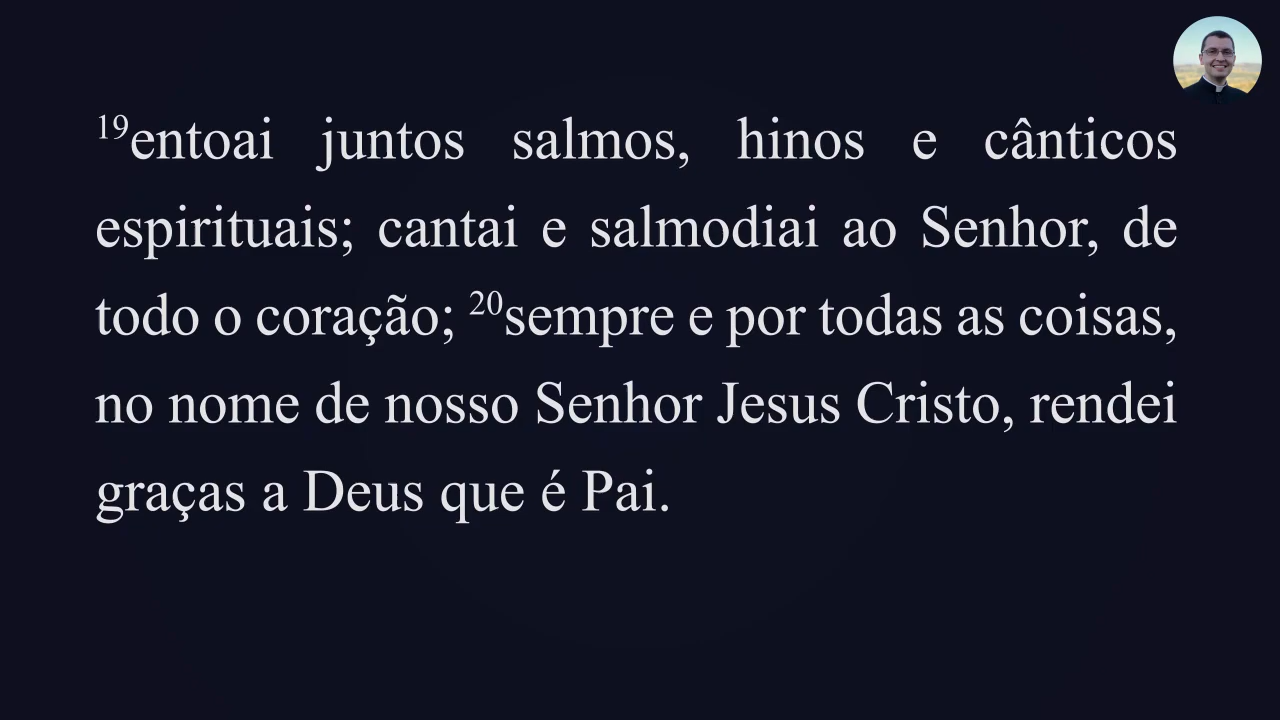 ¹⁹entoai juntos salmos, hinos e cânticos
espirituais; cantai e salmodiai ao Senhor, de
todo o coração; ²⁰sempre e por todas as coisas,
no nome de nosso Senhor Jesus Cristo, rendei
graças a Deus que é Pai.